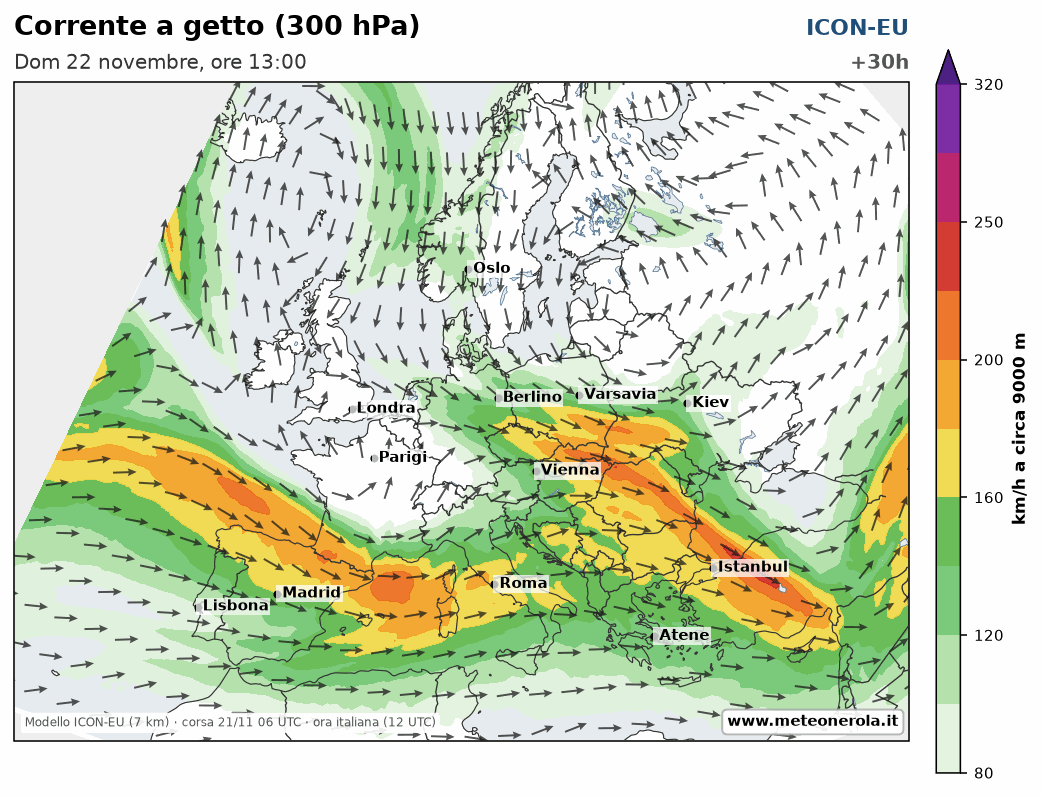 Corrente a getto (300 hPa)
ICON-EU
Dom 22 novembre, ore 13:00
+30h
320
250
200
160
120
80
km/h a circa 9000 m
Oslo
Berlino
Varsavia
Kiev
Londra
Parigi
Vienna
Istanbul
Roma
Madrid
Lisbona
Atene
Modello ICON-EU (7 km) · corsa 21/11 06 UTC · ora italiana (12 UTC)
www.meteonerola.it